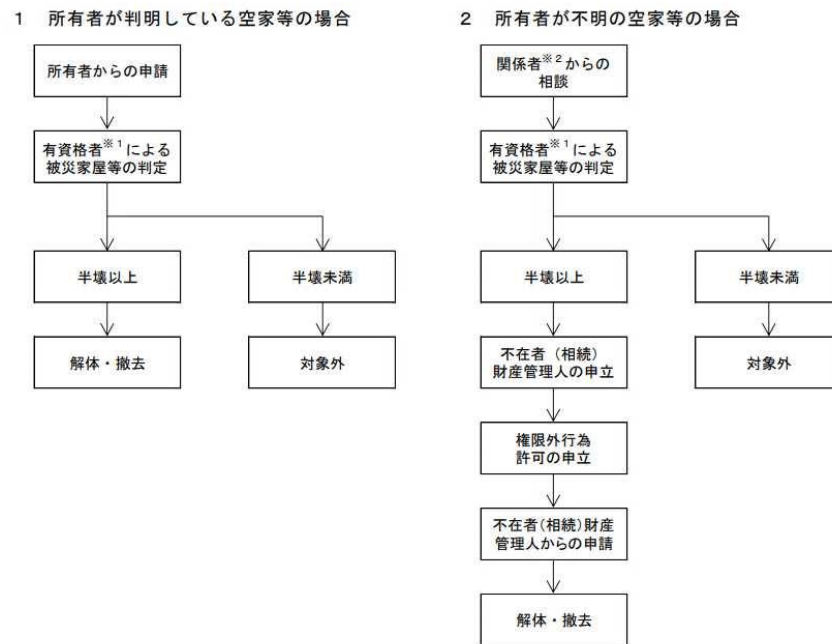 1 所有者が判明している空家等の場合
所有者からの申請
有資格者※1による
被災家屋等の判定
半壊以上
半壊未満
解体・撤去
対象外
2 所有者が不明の空家等の場合
関係者※2からの
相談
有資格者※1による
被災家屋等の判定
半壊以上
半壊未満
不在者（相続）
財産管理人の申立
対象外
権限外行為
許可の申立
不在者(相続)財産
管理人からの申請
解体・撤去